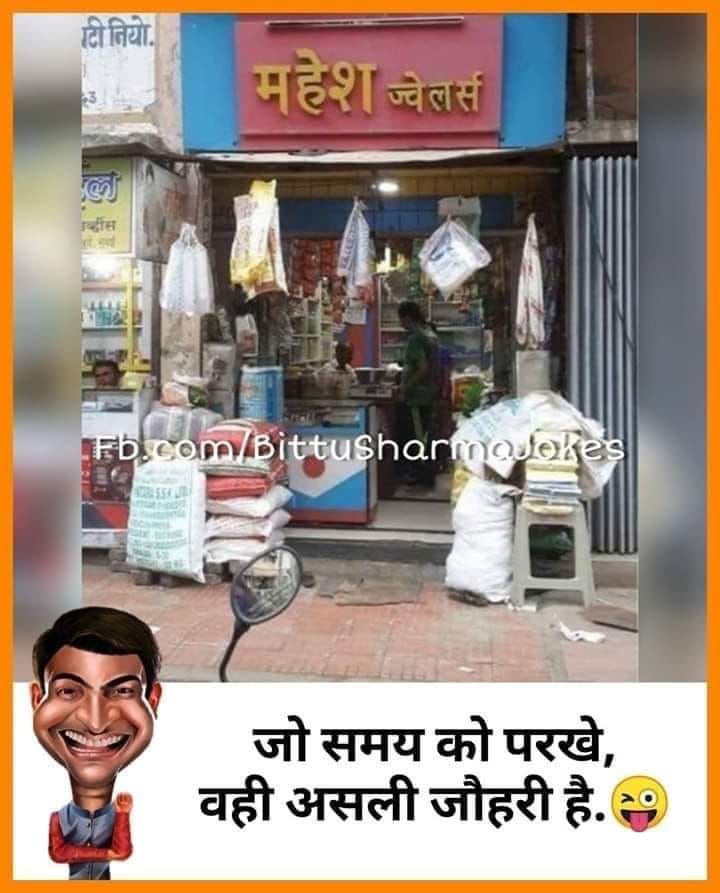 महेश ज्वेलर्स
Fb.com/BittuSharmaJokes
जो समय को परखे,
वही असली जौहरी है.😜